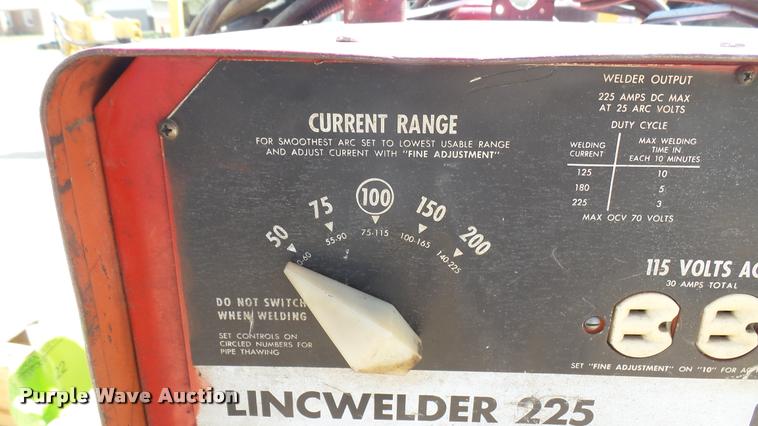 WELDER OUTPUT
225 AMPS DC MAX
AT 25 ARC VOLTS
DUTY CYCLE
WELDING
CURRENT
MAX WELDING
TIME IN
EACH 10 MINUTES
125 10
180 5
225 3
MAX OCV 70 VOLTS
CURRENT RANGE
FOR SMOOTHEST ARC SET TO LOWEST USABLE RANGE
AND ADJUST CURRENT WITH "FINE ADJUSTMENT"
50 75 100 150 200
55-90 75-115 100-165 140-225
DO NOT SWITCH
WHEN WELDING
SET CONTROLS ON
CIRCLED NUMBERS FOR
PIPE THAWING
115 VOLTS AC
30 AMPS TOTAL
SET "FINE ADJUSTMENT" ON "10" FOR
LINCWELDER 225
Purple Wave Auction